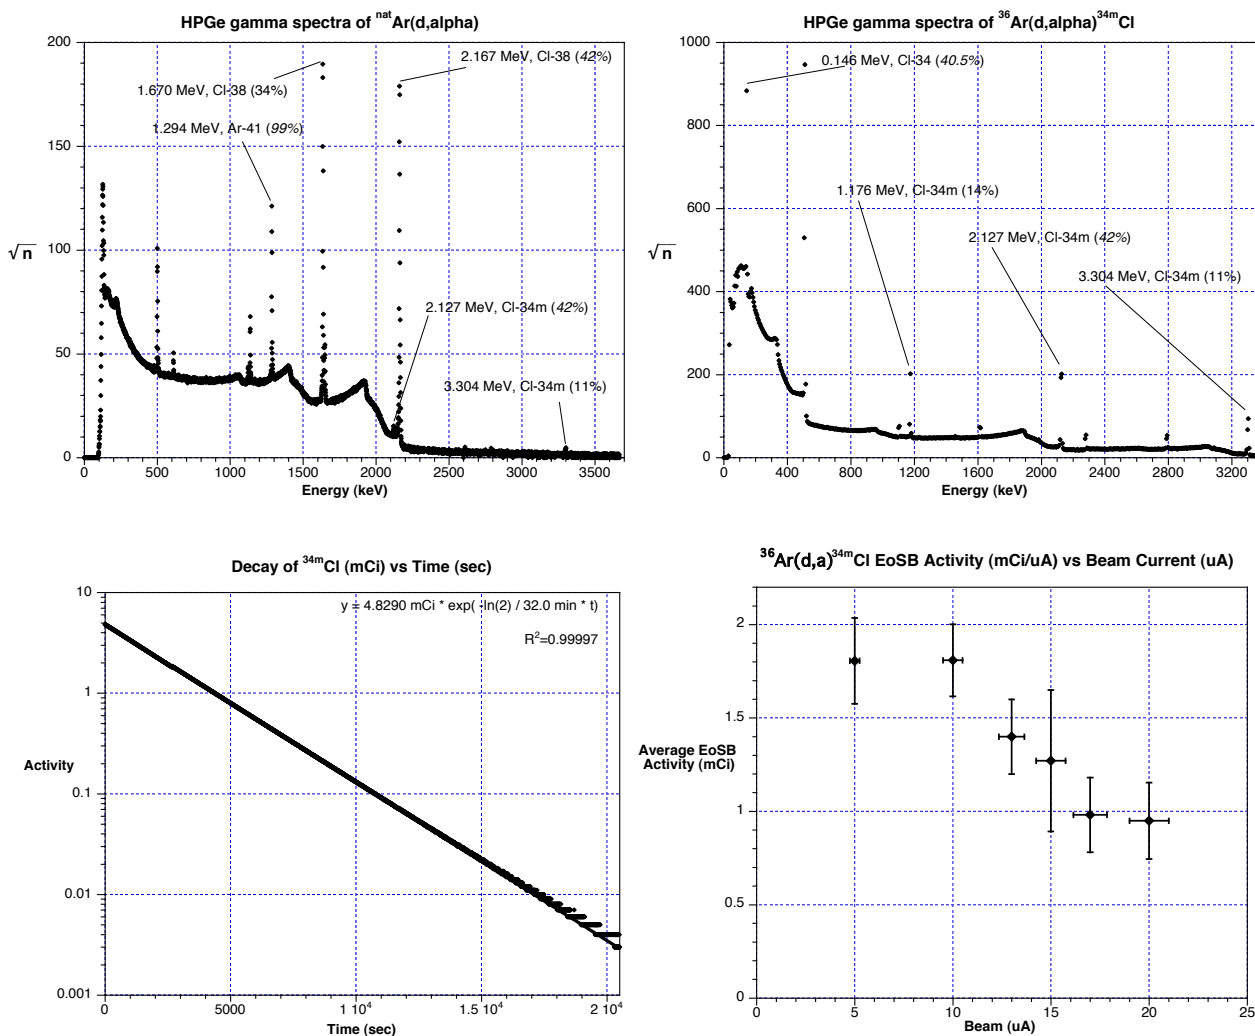 HPGe gamma spectra of natAr(d,alpha)
200
150
100
50
0
√n
0 500 1000 1500 2000 2500 3000 3500
Energy (keV)
2.167 MeV, Cl-38 (42%)
1.670 MeV, Cl-38 (34%)
1.294 MeV, Ar-41 (99%)
2.127 MeV, Cl-34m (42%)
3.304 MeV, Cl-34m (11%)
HPGe gamma spectra of 36Ar(d,alpha)34mCl
1000
800
600
400
200
0
√n
0 400 800 1200 1600 2000 2400 2800 3200
Energy (keV)
0.146 MeV, Cl-34 (40.5%)
1.176 MeV, Cl-34m (14%)
2.127 MeV, Cl-34m (42%)
3.304 MeV, Cl-34m (11%)
Decay of 34mCl (mCi) vs Time (sec)
y = 4.8290 mCi * exp( -ln(2) / 32.0 min * t)
R2=0.99997
10
1
0.1
0.01
0.001
Activity
0 5000 1 104 1.5 104 2 104
Time (sec)
36Ar(d,a)34mCl EoSB Activity (mCi/uA) vs Beam Current (uA)
2
1.5
1
0.5
0
Average EoSB
Activity (mCi)
0 5 10 15 20 25
Beam (uA)